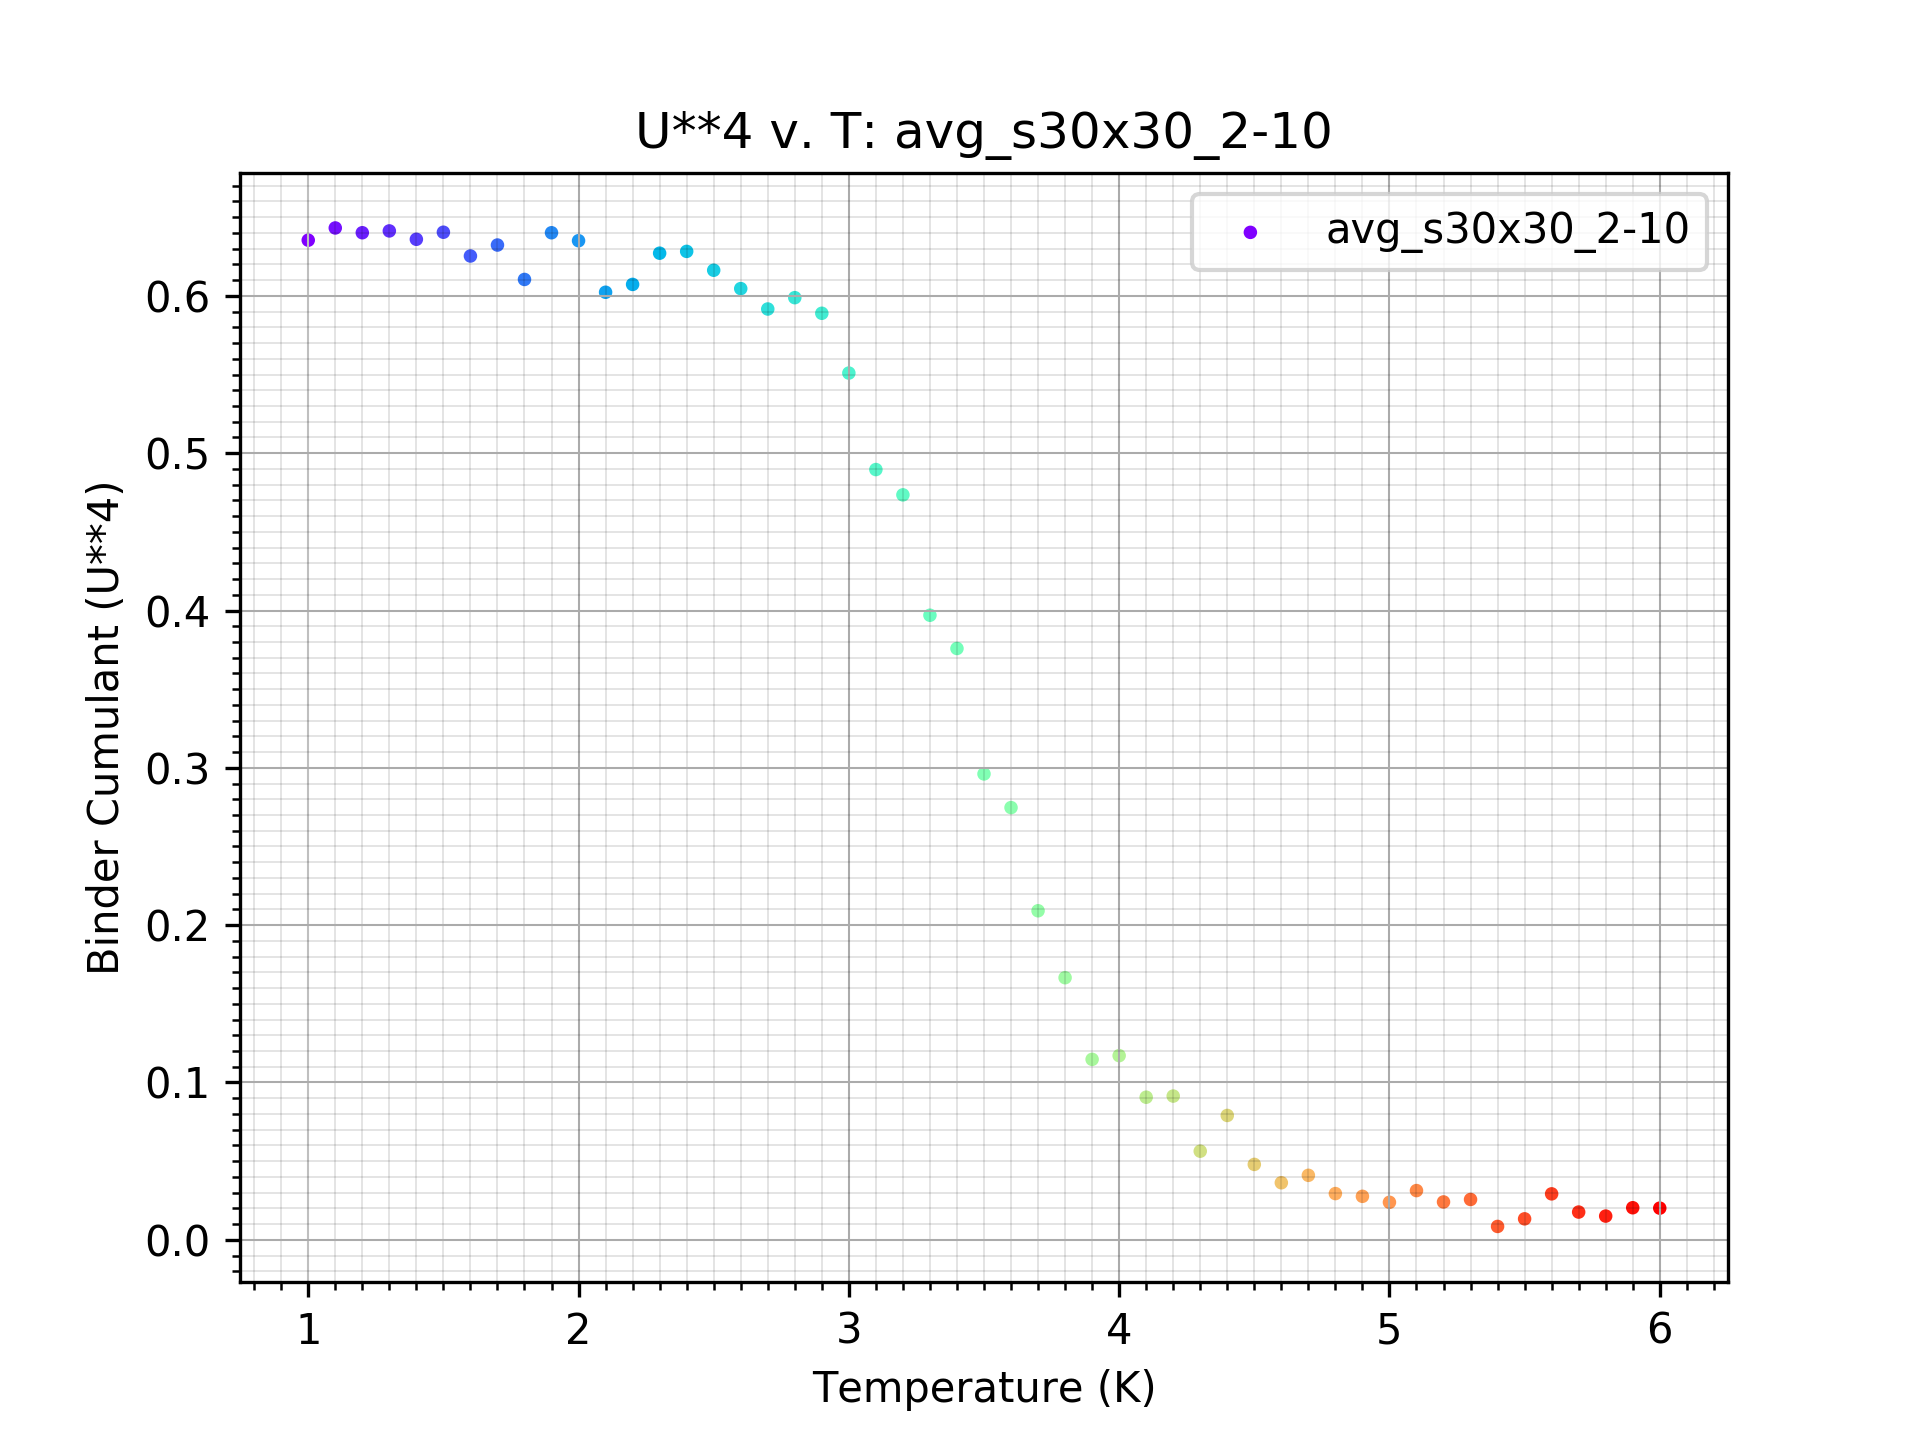 U**4 v. T: avg_s30x30_2-10
avg_s30x30_2-10
0.6
0.5
0.4
0.3
0.2
0.1
0.0
Binder Cumulant (U**4)
1 2 3 4 5 6
Temperature (K)